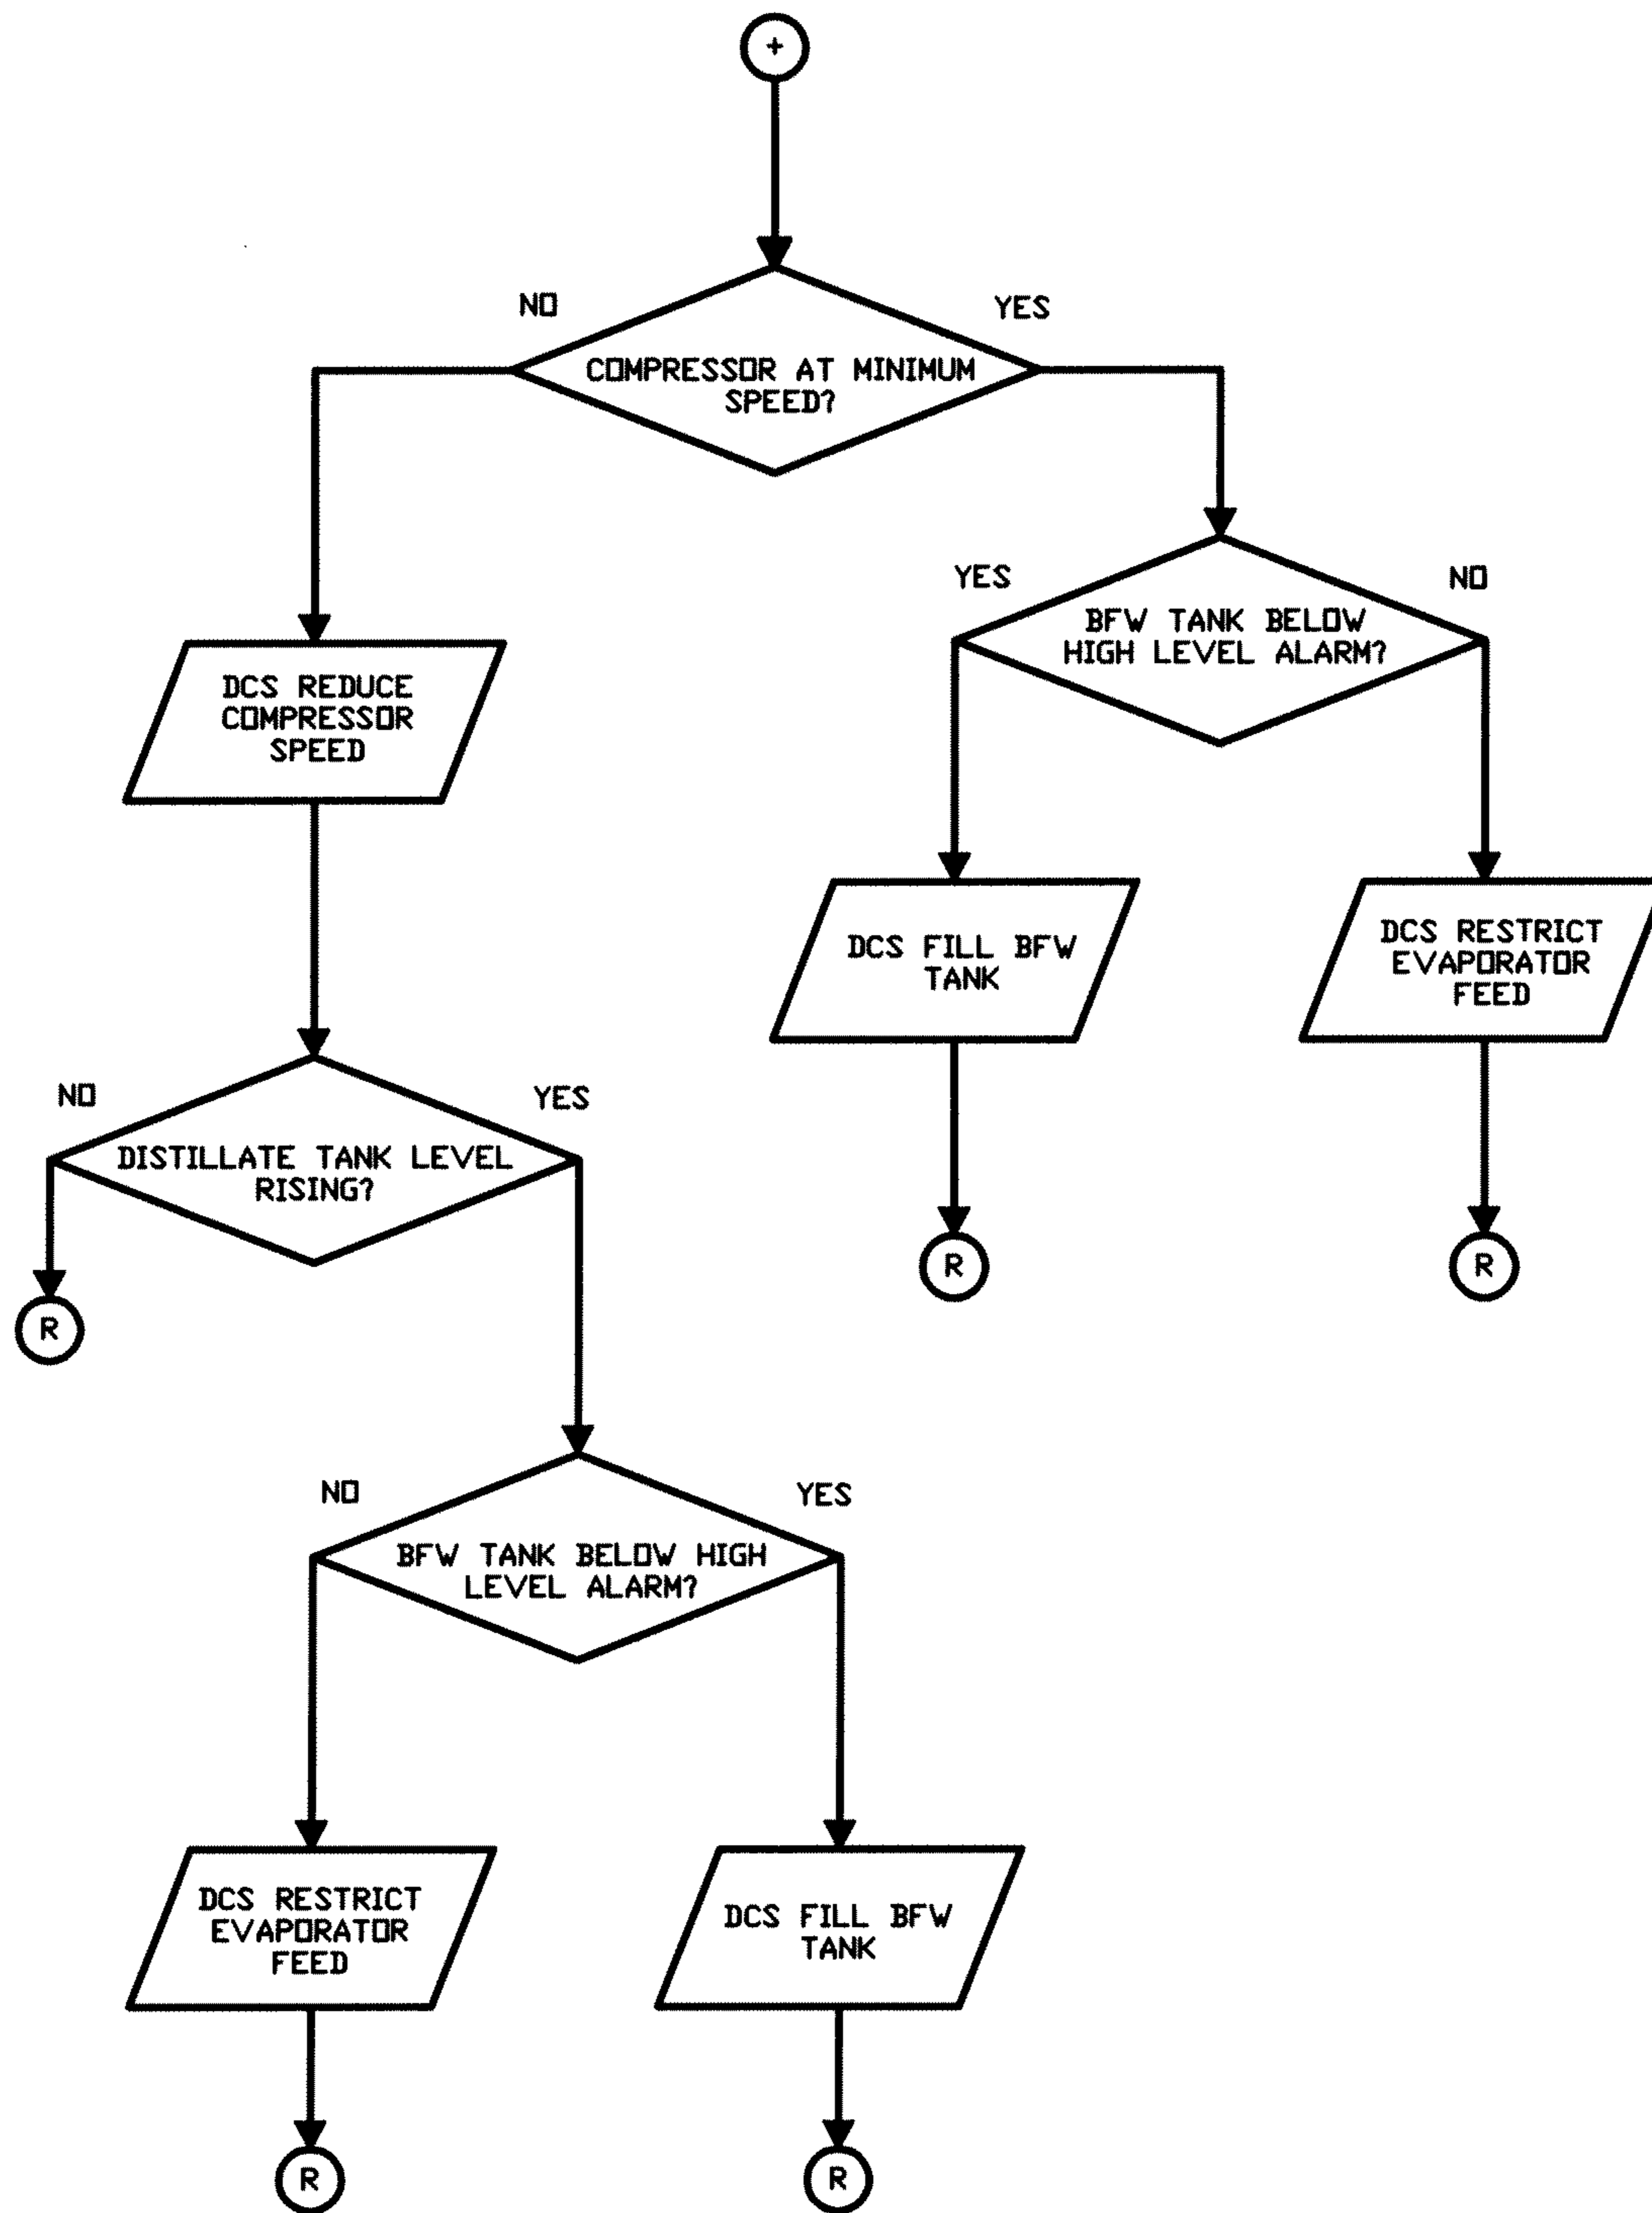 +
NO
YES
COMPRESSOR AT MINIMUM
SPEED?
YES
NO
BFW TANK BELOW
HIGH LEVEL ALARM?
DCS REDUCE
COMPRESSOR
SPEED
DCS FILL BFW
TANK
DCS RESTRICT
EVAPORATOR
FEED
NO
YES
DISTILLATE TANK LEVEL
RISING?
R
R
R
NO
YES
BFW TANK BELOW HIGH
LEVEL ALARM?
DCS RESTRICT
EVAPORATOR
FEED
DCS FILL BFW
TANK
R
R